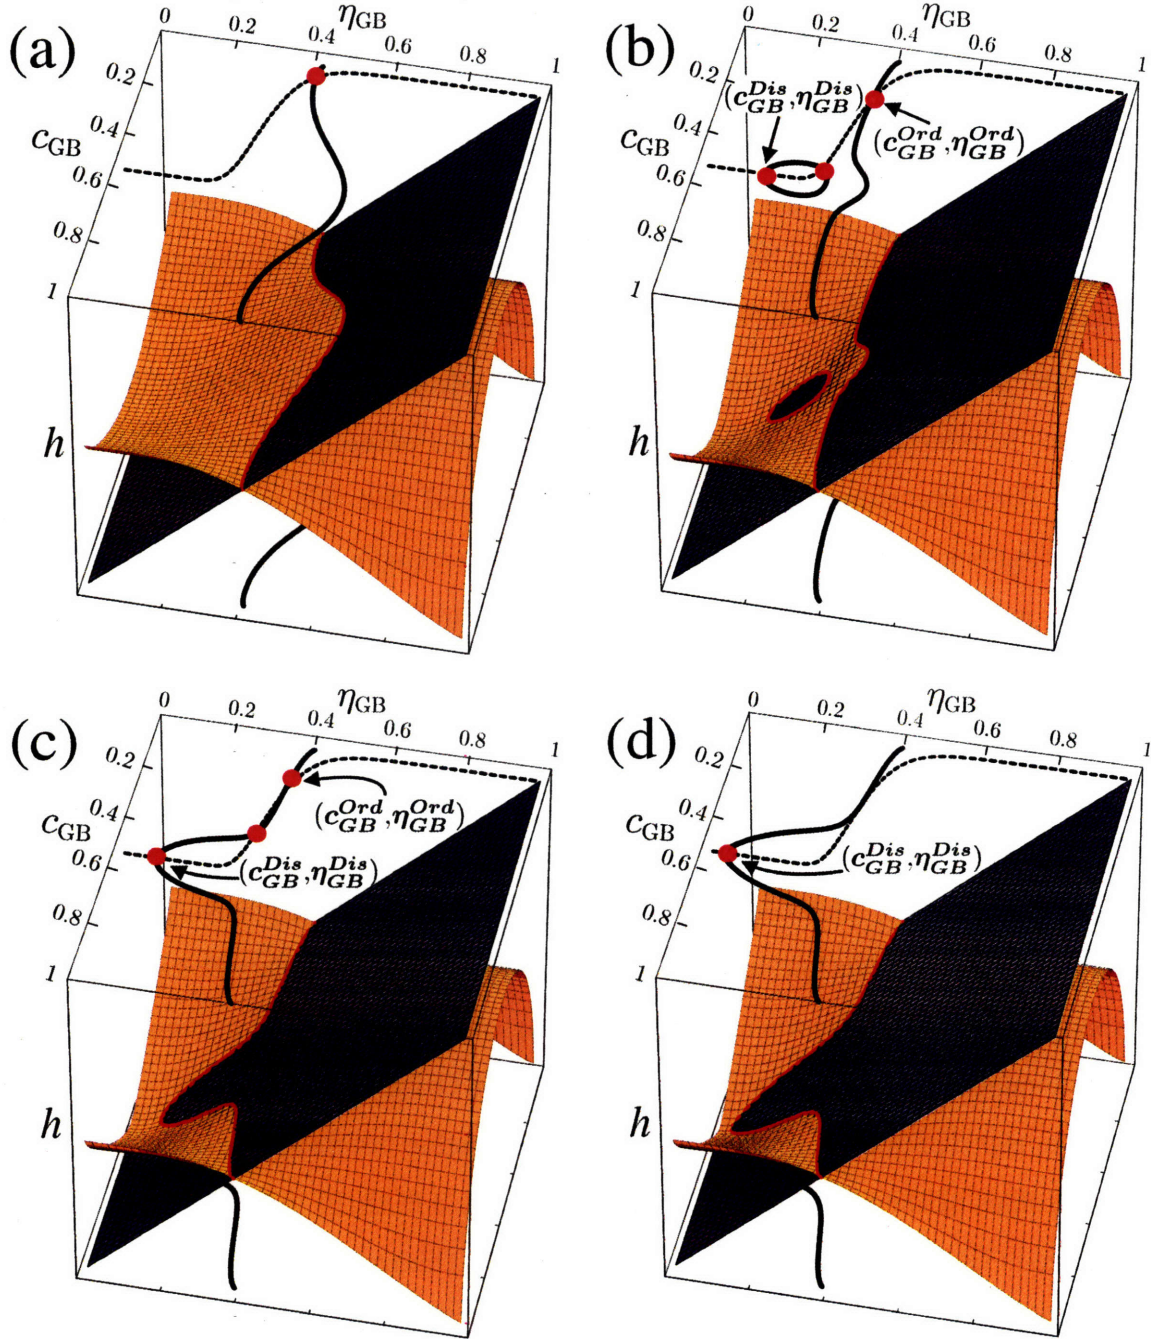 (a)
0 0.2 0.4 0.6 0.8 1
η_GB
0.2
0.4
c_GB
0.6
0.8
1
h
(b)
0 0.2 0.4 0.6 0.8 1
η_GB
0.2
(c_GB^Dis, η_GB^Dis)
0.4
(c_GB^Ord, η_GB^Ord)
c_GB
0.6
0.8
1
h
(c)
0 0.2 0.4 0.6 0.8 1
η_GB
0.2
0.4
(c_GB^Ord, η_GB^Ord)
c_GB
0.6
(c_GB^Dis, η_GB^Dis)
0.8
1
h
(d)
0 0.2 0.4 0.6 0.8 1
η_GB
0.2
0.4
c_GB
0.6
(c_GB^Dis, η_GB^Dis)
0.8
1
h